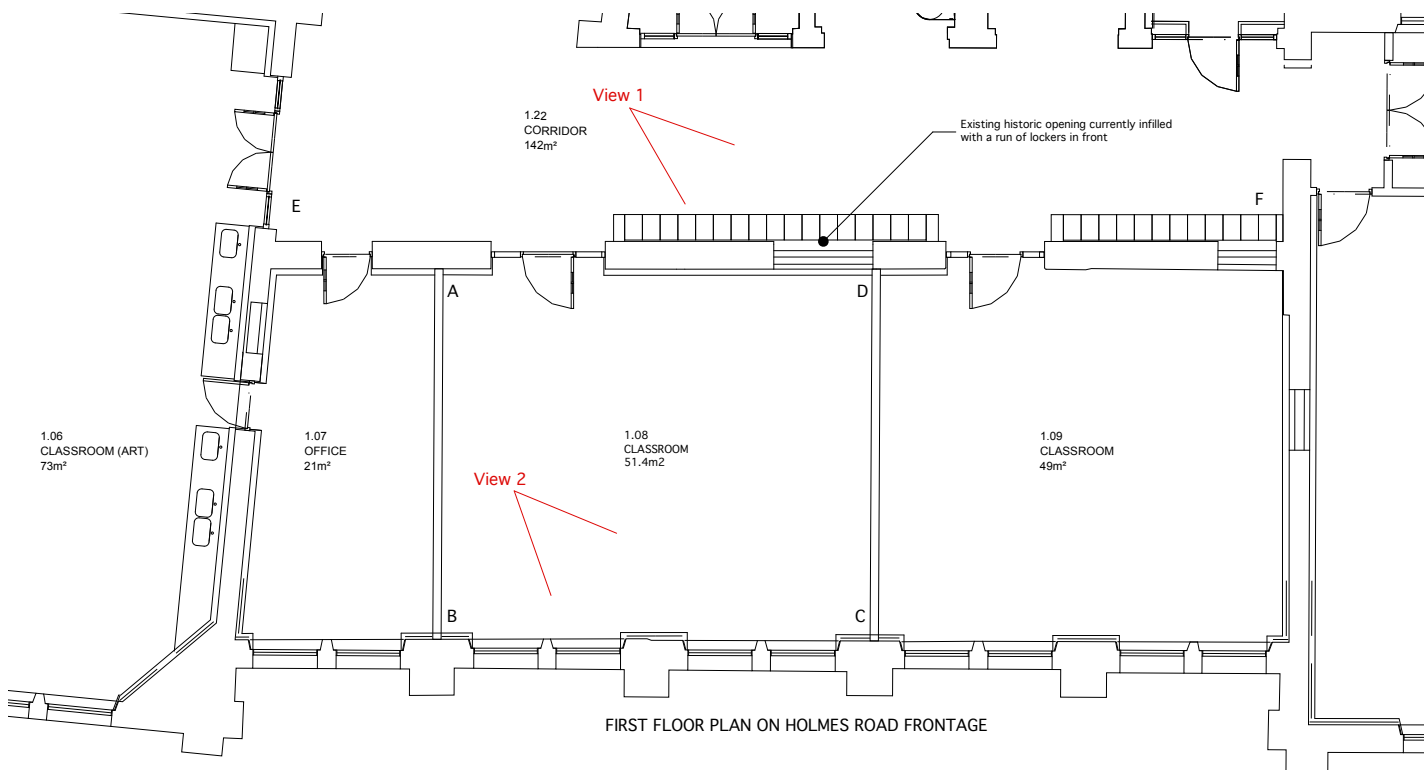 View 1
1.22
CORRIDOR
142m²
Existing historic opening currently infilled
with a run of lockers in front
E
F
A
D
1.06
CLASSROOM (ART)
73m²
1.07
OFFICE
21m²
1.08
CLASSROOM
51.4m2
1.09
CLASSROOM
49m²
View 2
B
C
FIRST FLOOR PLAN ON HOLMES ROAD FRONTAGE